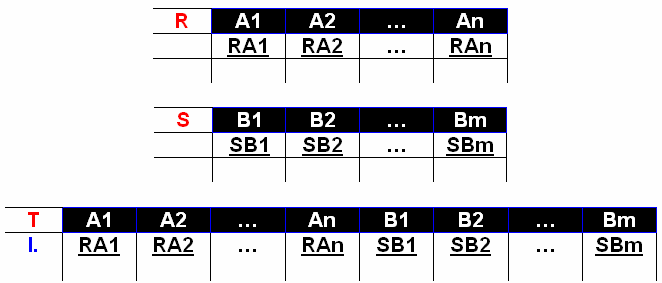 R A1 A2 ... An
RA1 RA2 ... RAn
S B1 B2 ... Bm
SB1 SB2 ... SBm
T A1 A2 ... An B1 B2 ... Bm
I. RA1 RA2 ... RAn SB1 SB2 ... SBm